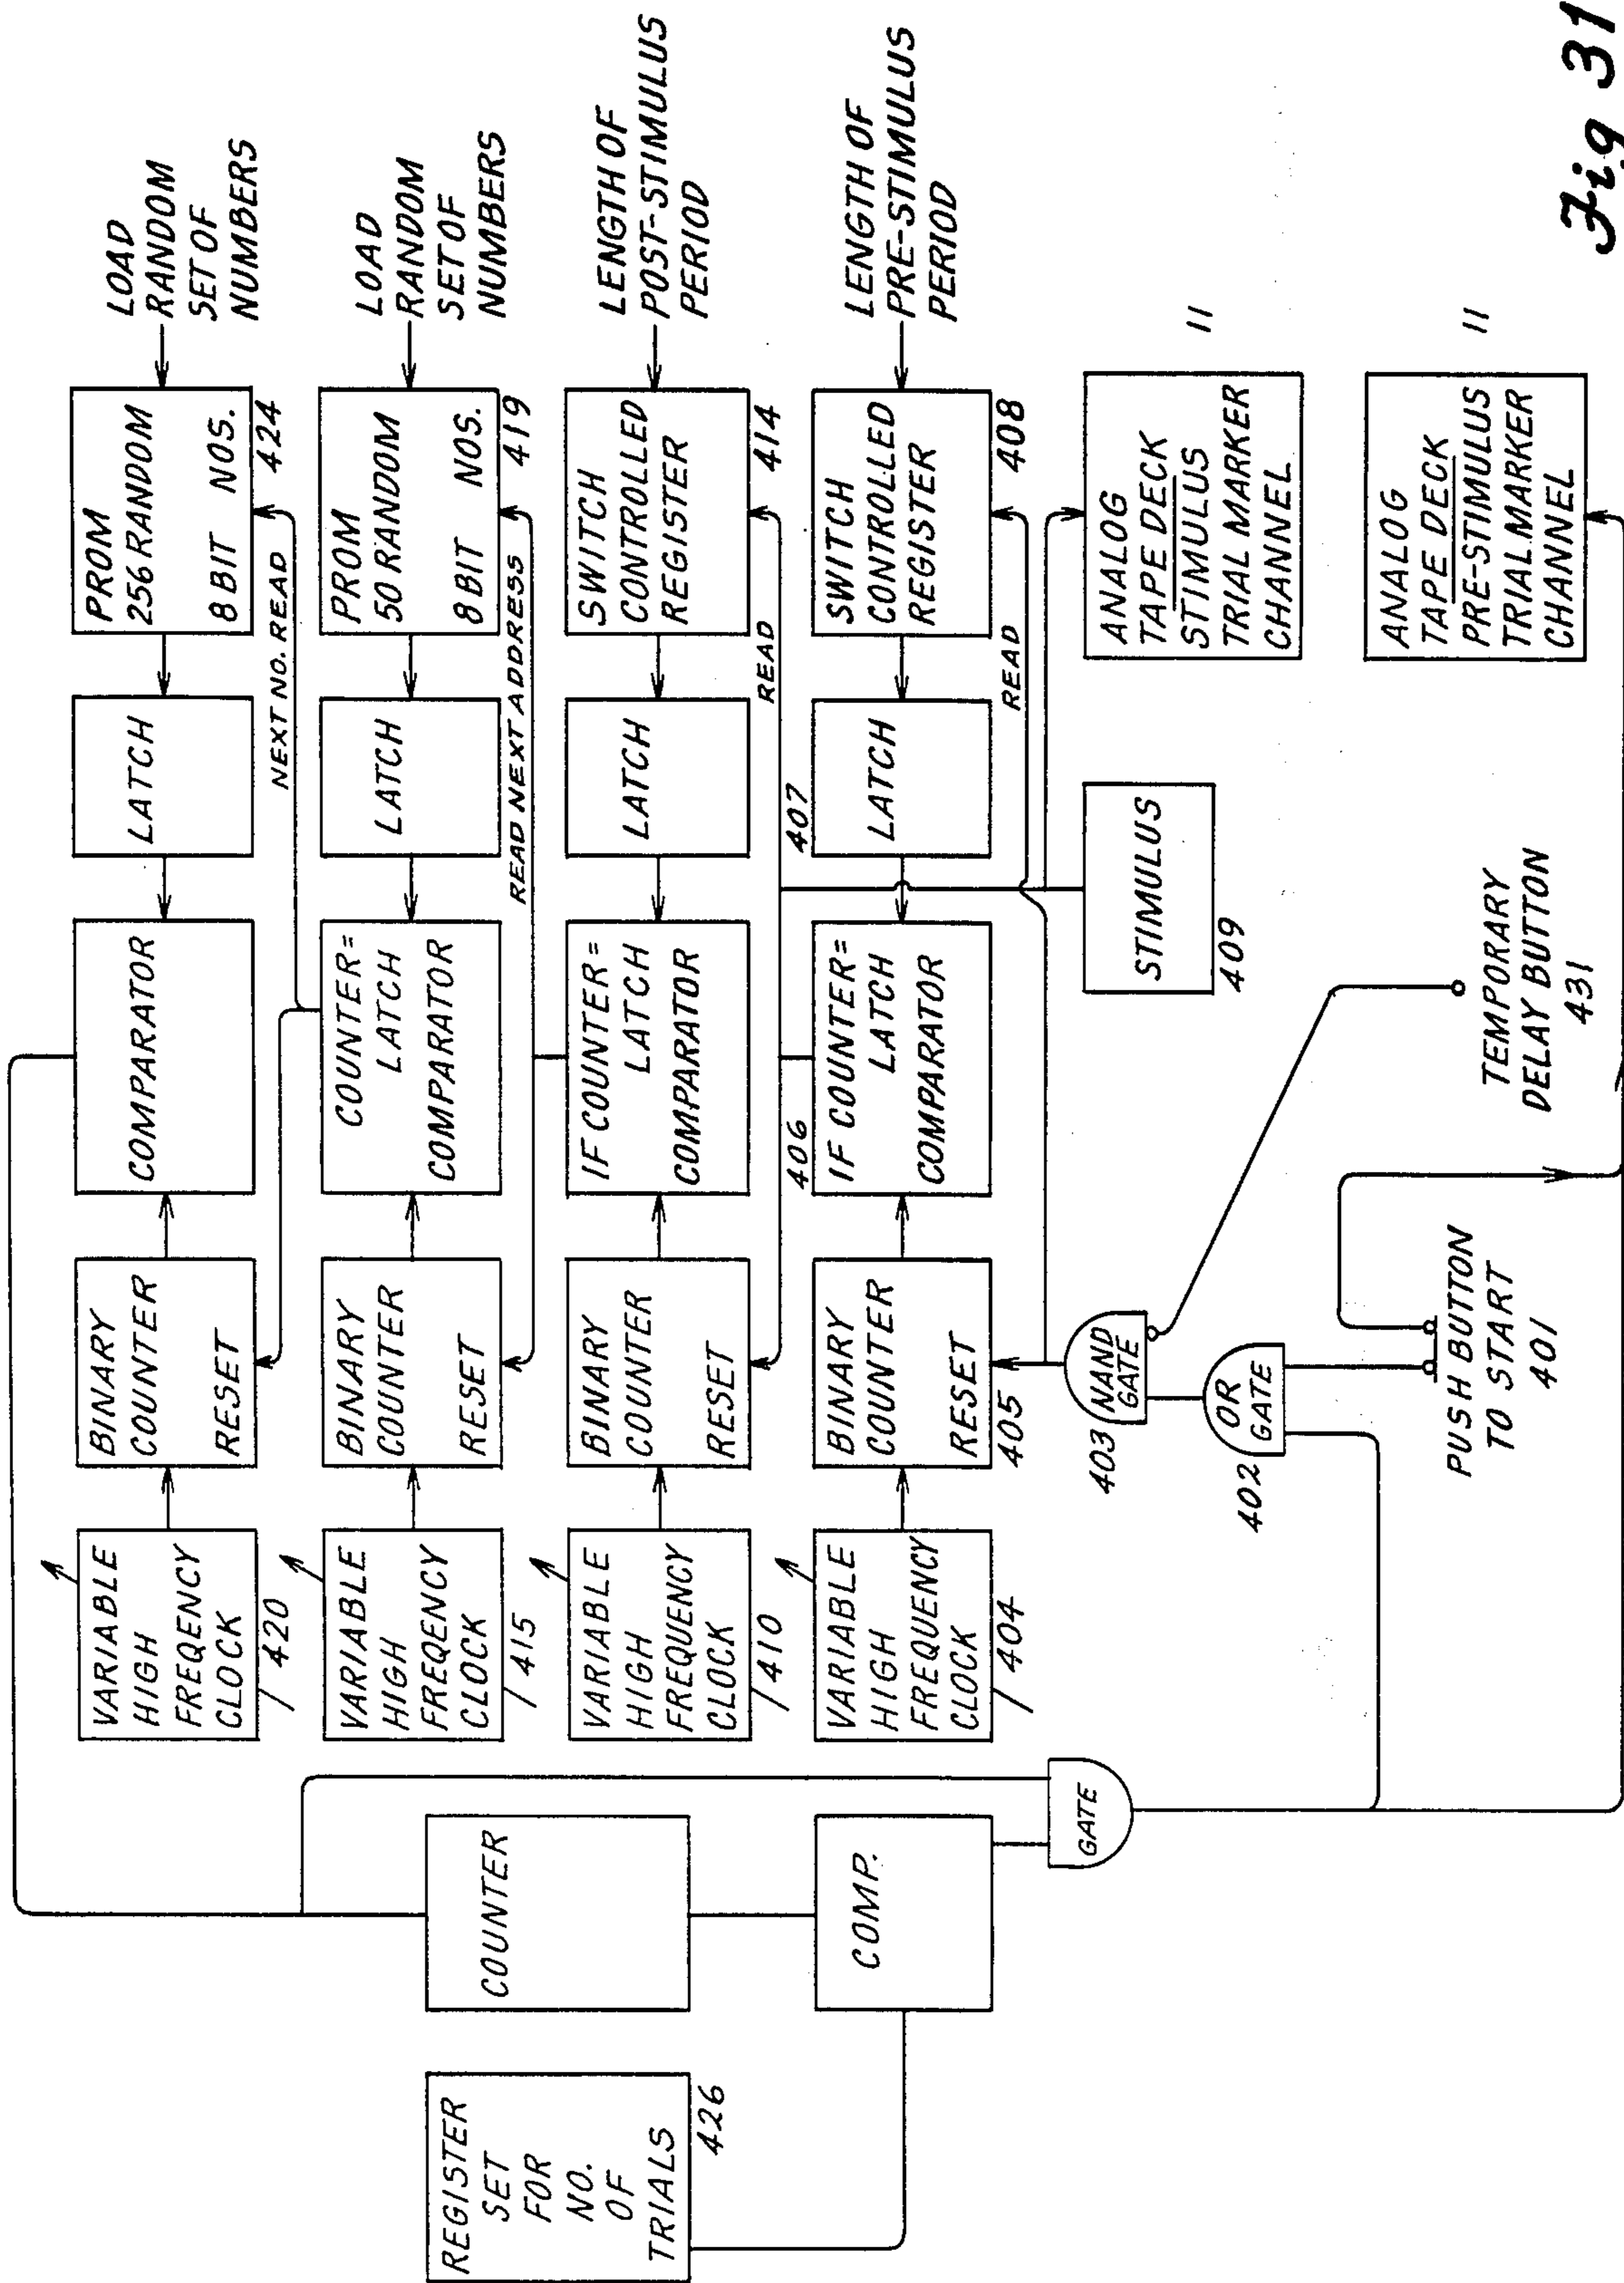 LOAD
RANDOM
SET OF
NUMBERS
PROM
256 RANDOM
8 BIT NOS.
424
LATCH
NEXT NO. READ
COMPARATOR
BINARY
COUNTER
RESET
VARIABLE
HIGH
FREQENCY
CLOCK
420
LOAD
RANDOM
SET OF
NUMBERS
PROM
50 RANDOM
8 BIT NOS.
419
LATCH
READ NEXT ADDRESS
COUNTER=
LATCH
COMPARATOR
BINARY
COUNTER
RESET
VARIABLE
HIGH
FREQUENCY
CLOCK
415
LENGTH OF
POST-STIMULUS
PERIOD
SWITCH
CONTROLLED
REGISTER
414
READ
LATCH
407
IF COUNTER=
LATCH
COMPARATOR
406
BINARY
COUNTER
RESET
VARIABLE
HIGH
FREQUENCY
CLOCK
410
LENGTH OF
PRE-STIMULUS
PERIOD
SWITCH
CONTROLLED
REGISTER
408
READ
LATCH
IF COUNTER=
LATCH
COMPARATOR
BINARY
COUNTER
RESET
405
VARIABLE
HIGH
FREQUENCY
CLOCK
404
ANALOG
TAPE DECK
STIMULUS
TRIAL MARKER
CHANNEL
11
STIMULUS
409
ANALOG
TAPE DECK
PRE-STIMULUS
TRIAL MARKER
CHANNEL
11
TEMPORARY
DELAY BUTTON
431
NAND
GATE
403
OR
GATE
402
PUSH BUTTON
TO START
401
REGISTER
SET
FOR
NO.
OF
TRIALS
426
COUNTER
COMP.
GATE
Fig 31